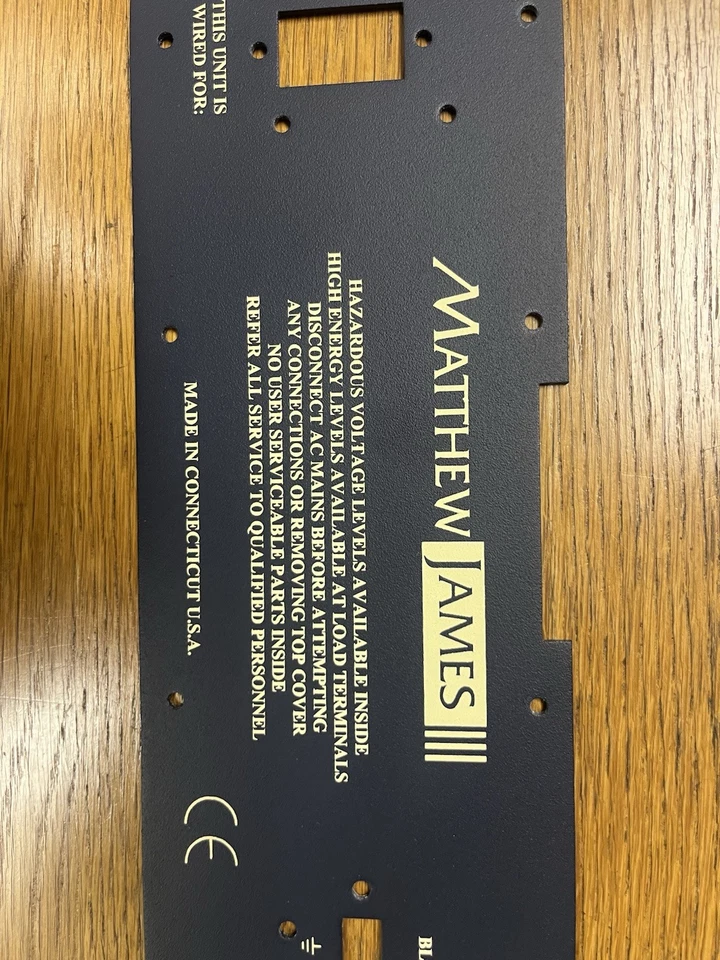 THIS UNIT IS
WIRED FOR:
MATTHEW JAMES
HAZARDOUS VOLTAGE LEVELS AVAILABLE INSIDE
HIGH ENERGY LEVELS AVAILABLE AT LOAD TERMINALS
DISCONNECT AC MAINS BEFORE ATTEMPTING
ANY CONNECTIONS OR REMOVING TOP COVER
NO USER SERVICEABLE PARTS INSIDE
REFER ALL SERVICE TO QUALIFIED PERSONNEL
MADE IN CONNECTICUT U.S.A.
CE